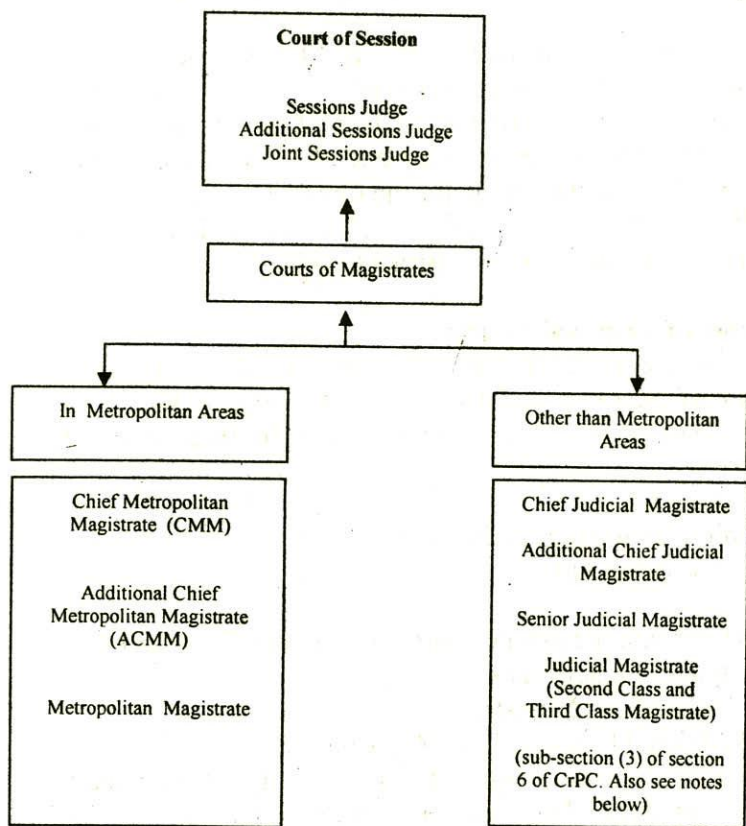 Court of Session
Sessions Judge
Additional Sessions Judge
Joint Sessions Judge
Courts of Magistrates
In Metropolitan Areas
Other than Metropolitan
Areas
Chief Metropolitan
Magistrate (CMM)
Additional Chief
Metropolitan Magistrate
(ACMM)
Metropolitan Magistrate
Chief Judicial Magistrate
Additional Chief Judicial
Magistrate
Senior Judicial Magistrate
Judicial Magistrate
(Second Class and
Third Class Magistrate)
(sub-section (3) of section
6 of CrPC. Also see notes
below)